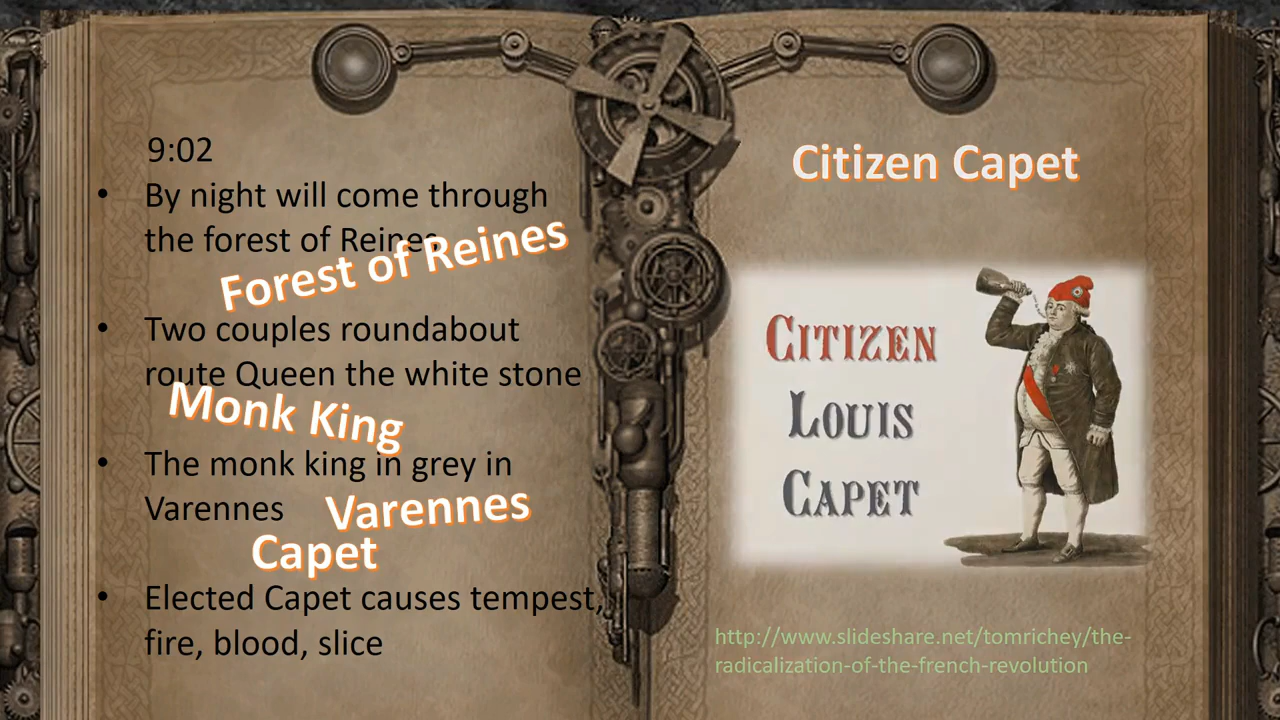 9:02
• By night will come through
the forest of Reines
Forest of Reines
• Two couples roundabout
route Queen the white stone
Monk King
• The monk king in grey in
Varennes
Varennes
Capet
• Elected Capet causes tempest,
fire, blood, slice
Citizen Capet
CITIZEN
LOUIS
CAPET
http://www.slideshare.net/tomrichey/the-
radicalization-of-the-french-revolution